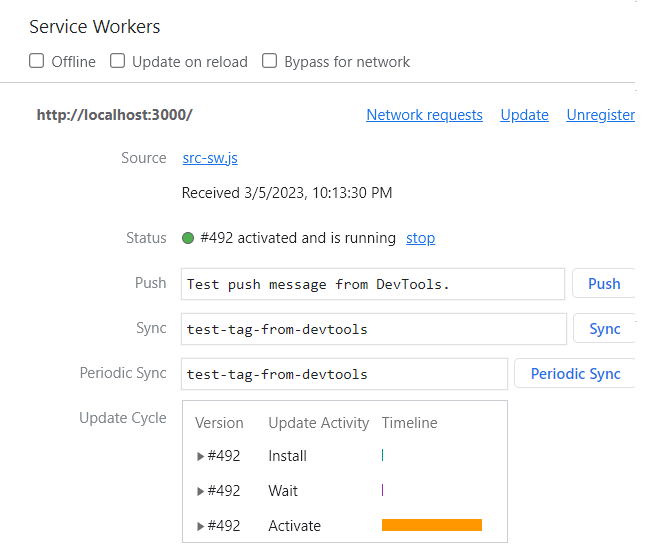 Service Workers
Offline Update on reload Bypass for network
http://localhost:3000/ Network requests Update Unregister
Source src-sw.js
Received 3/5/2023, 10:13:30 PM
Status #492 activated and is running stop
Push Test push message from DevTools. Push
Sync test-tag-from-devtools Sync
Periodic Sync test-tag-from-devtools Periodic Sync
Update Cycle Version Update Activity Timeline
#492 Install
#492 Wait
#492 Activate